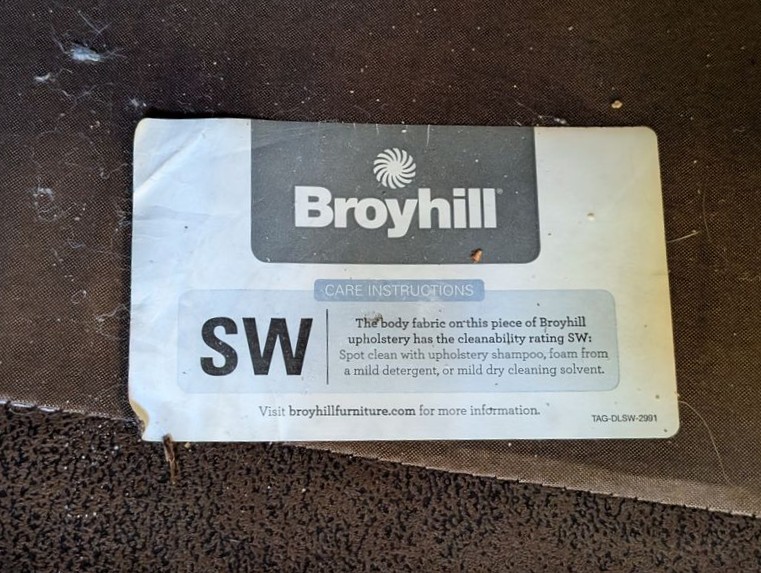 Broyhill
CARE INSTRUCTIONS
SW
The body fabric on this piece of Broyhill
upholstery has the cleanability rating SW:
Spot clean with upholstery shampoo, foam from
a mild detergent, or mild dry cleaning solvent.
Visit broyhillfurniture.com for more information.
TAG-DLSW-2991